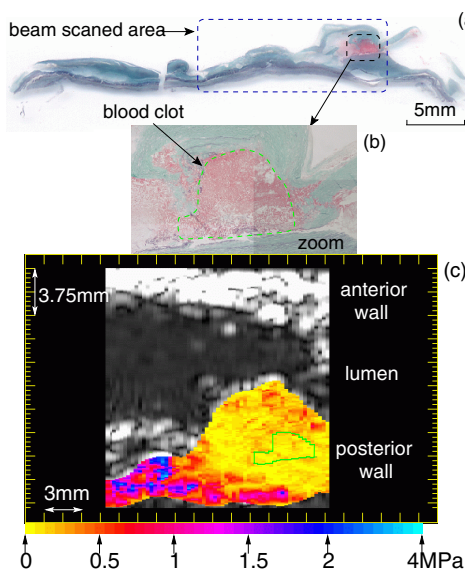 beam scaned area
(a)
5mm
blood clot
(b)
zoom
(c)
3.75mm
anterior
wall
lumen
posterior
wall
3mm
0 0.5 1 1.5 2 4MPa